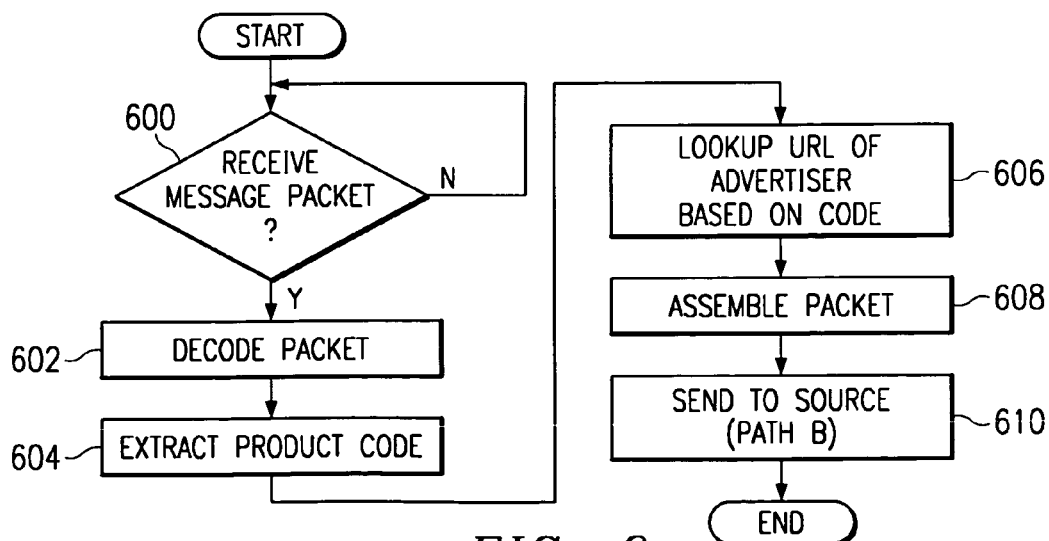 START
600
RECEIVE
MESSAGE PACKET
?
N
Y
602
DECODE PACKET
604
EXTRACT PRODUCT CODE
LOOKUP URL OF
ADVERTISER
BASED ON CODE
606
ASSEMBLE PACKET
608
SEND TO SOURCE
(PATH B)
610
END